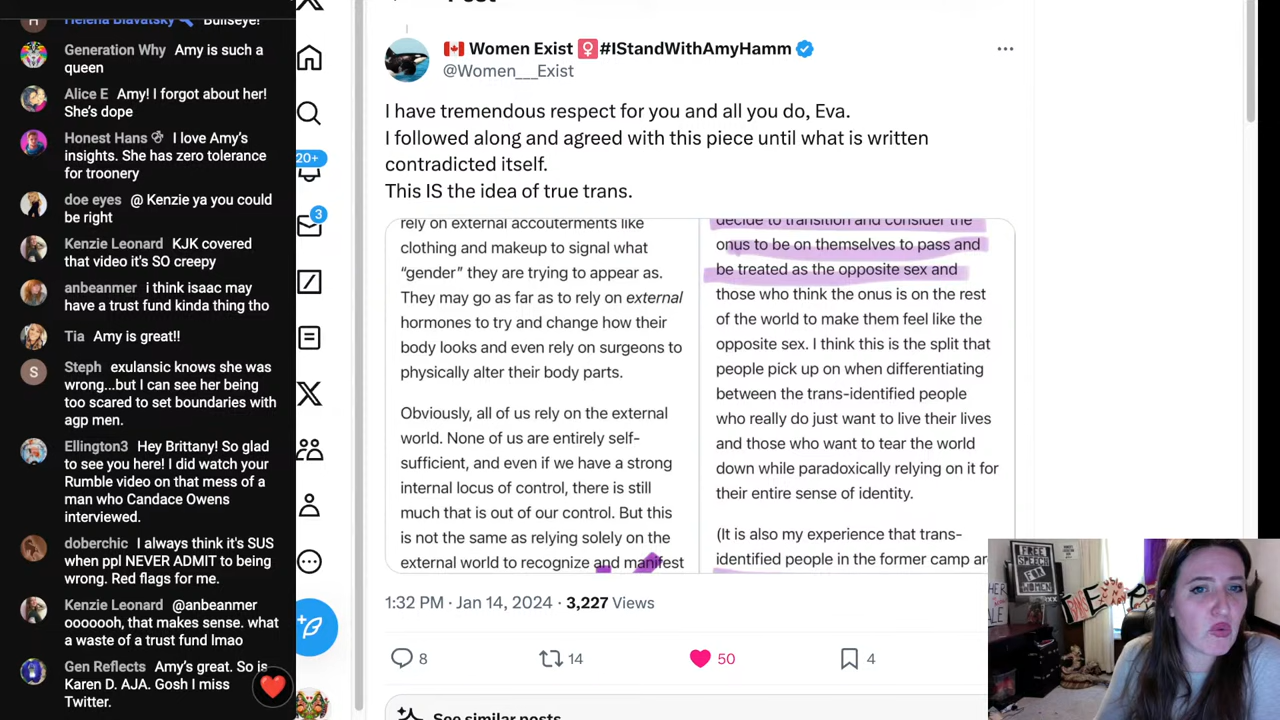 Post
Helena Blavatsky Bullseye!
Generation Why Amy is such a
queen
Alice E Amy! I forgot about her!
She's dope
Honest Hans I love Amy's
insights. She has zero tolerance
for troonery
doe eyes @ Kenzie ya you could
be right
Kenzie Leonard KJK covered
that video it's SO creepy
anbeanmer i think isaac may
have a trust fund kinda thing tho
Tia Amy is great!!
Steph exulansic knows she was
wrong...but I can see her being
too scared to set boundaries with
agp men.
Ellington3 Hey Brittany! So glad
to see you here! I did watch your
Rumble video on that mess of a
man who Candace Owens
interviewed.
doberchic I always think it's SUS
when ppl NEVER ADMIT to being
wrong. Red flags for me.
Kenzie Leonard @anbeanmer
ooooooh, that makes sense. what
a waste of a trust fund lmao
Gen Reflects Amy's great. So is
Karen D. AJA. Gosh I miss
Twitter.
20+
3
Women Exist #IStandWithAmyHamm
@Women___Exist
I have tremendous respect for you and all you do, Eva.
I followed along and agreed with this piece until what is written
contradicted itself.
This IS the idea of true trans.
rely on external accouterments like
clothing and makeup to signal what
“gender” they are trying to appear as.
They may go as far as to rely on external
hormones to try and change how their
body looks and even rely on surgeons to
physically alter their body parts.
Obviously, all of us rely on the external
world. None of us are entirely self-
sufficient, and even if we have a strong
internal locus of control, there is still
much that is out of our control. But this
is not the same as relying solely on the
external world to recognize and manifest
decide to transition and consider the
onus to be on themselves to pass and
be treated as the opposite sex and
those who think the onus is on the rest
of the world to make them feel like the
opposite sex. I think this is the split that
people pick up on when differentiating
between the trans-identified people
who really do just want to live their lives
and those who want to tear the world
down while paradoxically relying on it for
their entire sense of identity.
(It is also my experience that trans-
identified people in the former camp ar
1:32 PM · Jan 14, 2024 · 3,227 Views
8
14
50
4
See similar posts
FREE
SPEECH
FOR
WOMEN